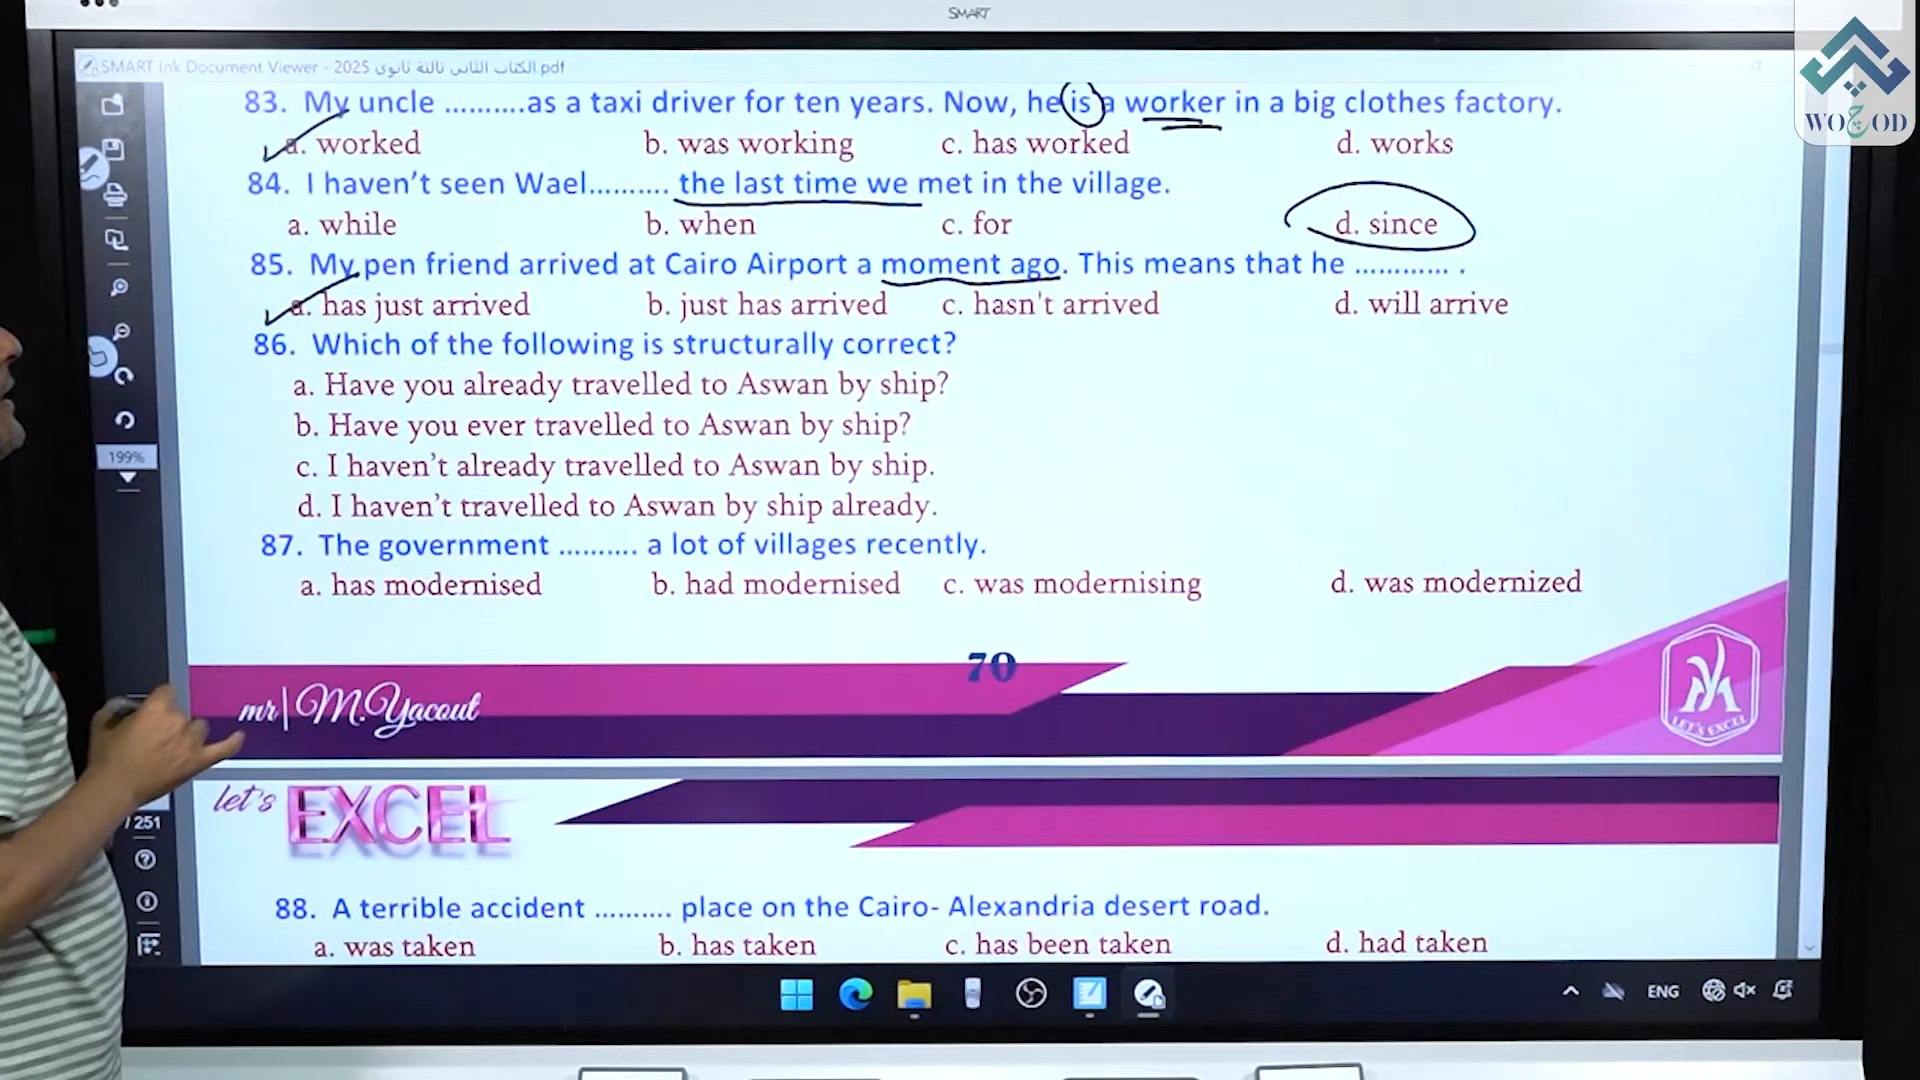 SMART
SMART Ink Document Viewer - الكتاب الثاني ثالثة ثانوي 2025.pdf
WOجOD
83. My uncle ..........as a taxi driver for ten years. Now, he is a worker in a big clothes factory.
a. worked b. was working c. has worked d. works
84. I haven't seen Wael.......... the last time we met in the village.
a. while b. when c. for d. since
85. My pen friend arrived at Cairo Airport a moment ago. This means that he ............ .
a. has just arrived b. just has arrived c. hasn't arrived d. will arrive
86. Which of the following is structurally correct?
a. Have you already travelled to Aswan by ship?
b. Have you ever travelled to Aswan by ship?
c. I haven't already travelled to Aswan by ship.
d. I haven't travelled to Aswan by ship already.
199%
87. The government .......... a lot of villages recently.
a. has modernised b. had modernised c. was modernising d. was modernized
70
mr| M.Yacout
LET'S EXCEL
let's EXCEL
/ 251
88. A terrible accident .......... place on the Cairo- Alexandria desert road.
a. was taken b. has taken c. has been taken d. had taken
ENG